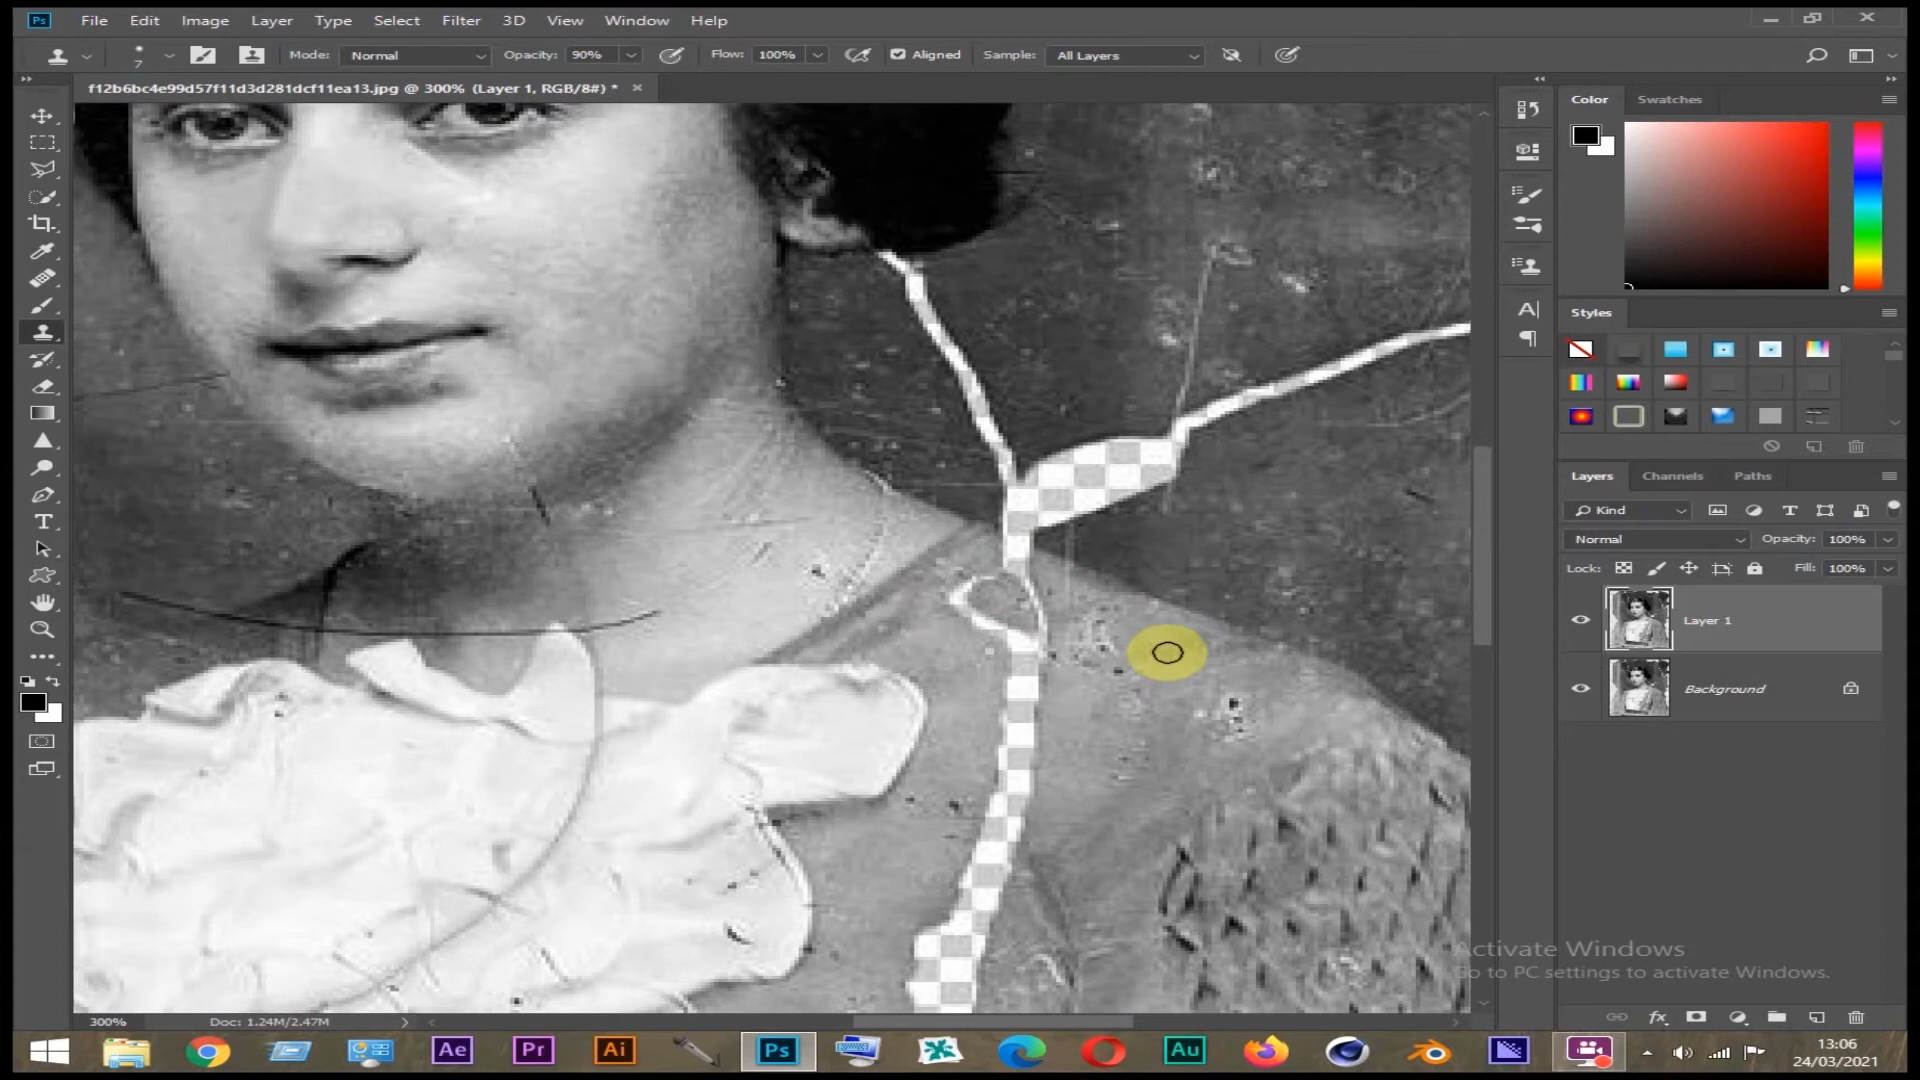 Ps File Edit Image Layer Type Select Filter 3D View Window Help
7 Mode: Normal Opacity: 90% Flow: 100% Aligned Sample: All Layers
f12b6bc4e99d57f11d3d281dcf11ea13.jpg @ 300% (Layer 1, RGB/8#) *
Color Swatches
Styles
Layers Channels Paths
Kind
Normal Opacity: 100%
Lock: Fill: 100%
Layer 1
Background
Activate Windows
Go to PC settings to activate Windows.
300% Doc: 1.24M/2.47M
Ae Pr Ai Ps Au
13:06
24/03/2021